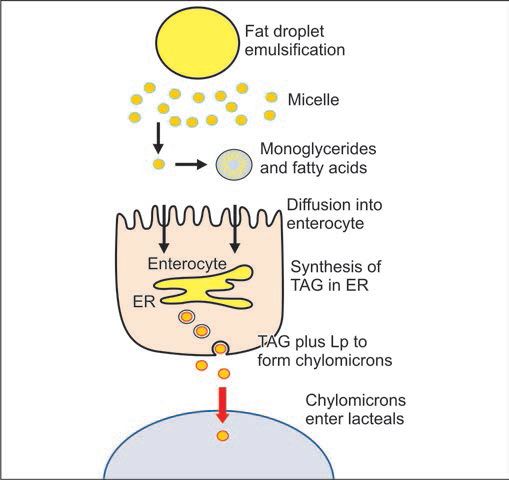 Fat droplet
emulsification
Micelle
Monoglycerides
and fatty acids
Diffusion into
enterocyte
Enterocyte
Synthesis of
TAG in ER
ER
TAG plus Lp to
form chylomicrons
Chylomicrons
enter lacteals